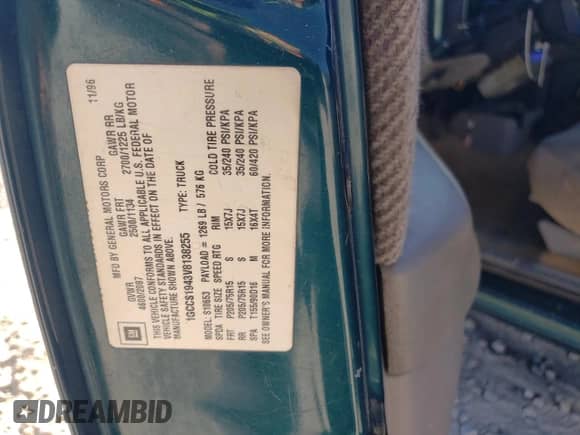 MFD BY GENERAL MOTORS CORP 11/96
GVWR GAWR FRT GAWR RR
4600/2087 2500/1134 2700/1225 LB/KG
THIS VEHICLE CONFORMS TO ALL APPLICABLE U.S. FEDERAL MOTOR
VEHICLE SAFETY STANDARDS IN EFFECT ON THE DATE OF
MANUFACTURE SHOWN ABOVE.
1GCCS1943V8138255 TYPE: TRUCK
MODEL S10653 PAYLOAD = 1269 LB / 576 KG
SPDA TIRE SIZE SPEED RTG RIM COLD TIRE PRESSURE
FRT P205/75R15 S 15X7J 35/240 PSI/KPA
RR P205/75R15 S 15X7J 35/240 PSI/KPA
SPA T155/90D16 M 16X4T 60/420 PSI/KPA
SEE OWNER'S MANUAL FOR MORE INFORMATION.
GM
DREAMBID